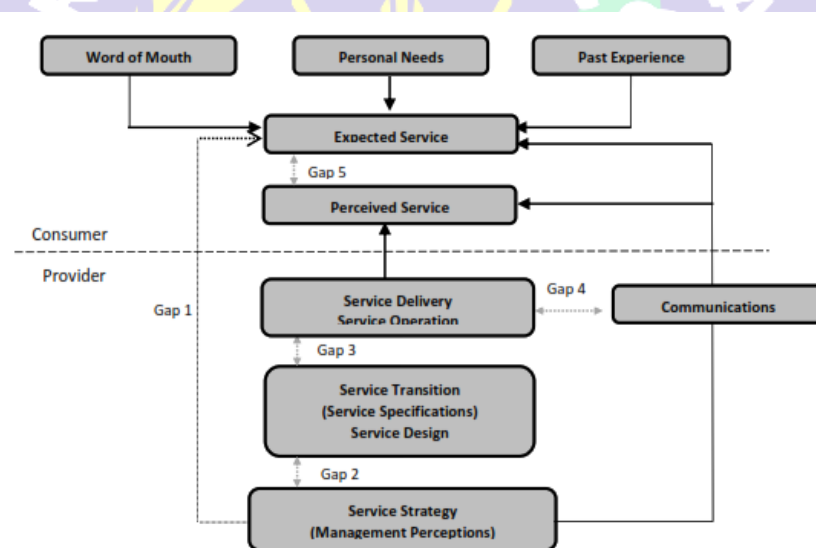 Word of Mouth
Personal Needs
Past Experience
Expected Service
Gap 5
Perceived Service
Consumer
Provider
Gap 1
Service Delivery
Service Operation
Gap 4
Communications
Gap 3
Service Transition
(Service Specifications)
Service Design
Gap 2
Service Strategy
(Management Perceptions)